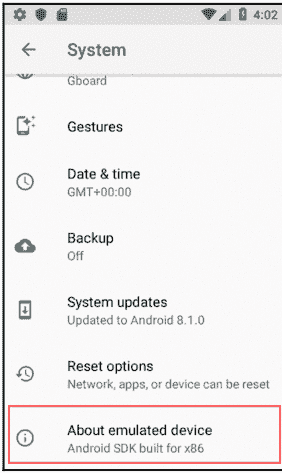 4:02
System
Gboard
Gestures
Date & time
GMT+00:00
Backup
Off
System updates
Updated to Android 8.1.0
Reset options
Network, apps, or device can be reset
About emulated device
Android SDK built for x86